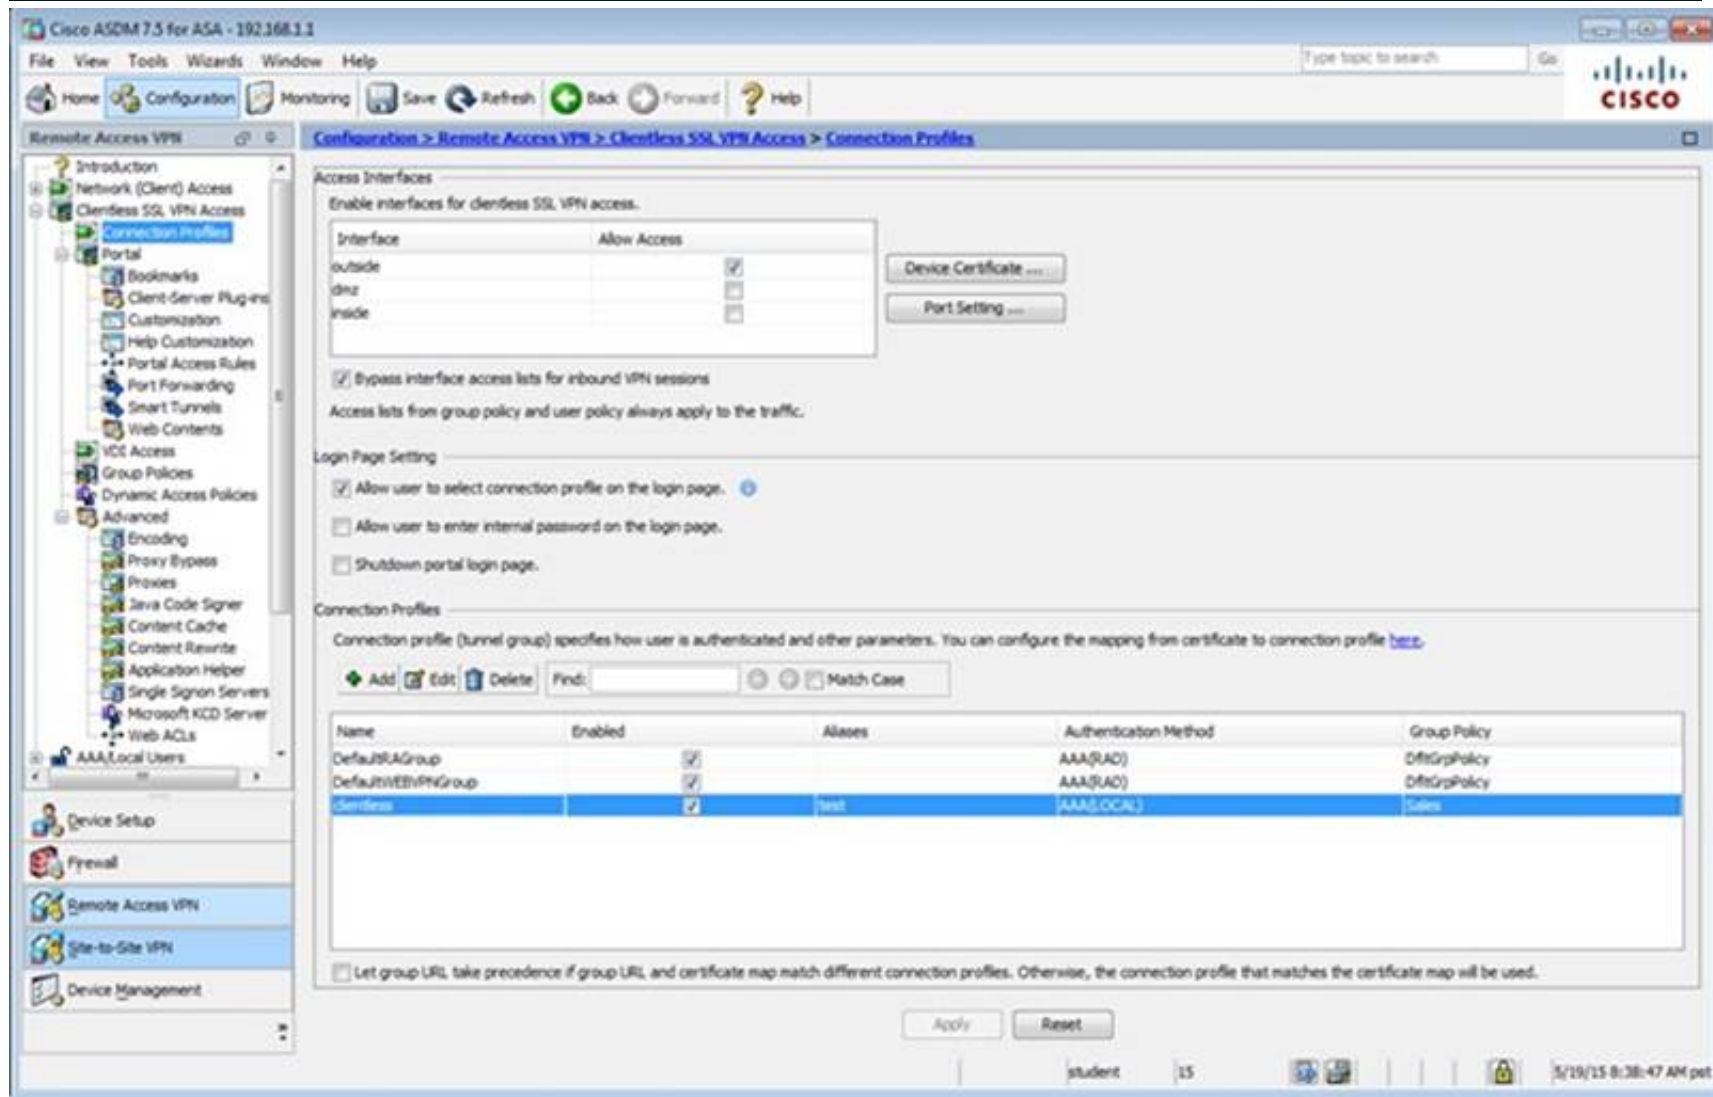 Cisco ASDM 7.5 for ASA - 192.168.1.1
File View Tools Wizards Window Help
Type topic to search Go
Home Configuration Monitoring Save Refresh Back Forward Help
CISCO
Remote Access VPN
Configuration > Remote Access VPN > Clientless SSL VPN Access > Connection Profiles
Introduction
Network (Client) Access
Clientless SSL VPN Access
Connection Profiles
Portal
Bookmarks
Client-Server Plug-ins
Customization
Help Customization
Portal Access Rules
Port Forwarding
Smart Tunnels
Web Contents
VDI Access
Group Policies
Dynamic Access Policies
Advanced
Encoding
Proxy Bypass
Proxies
Java Code Signer
Content Cache
Content Rewrite
Application Helper
Single Signon Servers
Microsoft KCD Server
Web ACLs
AAA/Local Users
Device Setup
Firewall
Remote Access VPN
Site-to-Site VPN
Device Management
Access Interfaces
Enable interfaces for clientless SSL VPN access.
Interface Allow Access
outside
dmz
inside
Device Certificate ...
Port Setting ...
Bypass interface access lists for inbound VPN sessions
Access lists from group policy and user policy always apply to the traffic.
Login Page Setting
Allow user to select connection profile on the login page.
Allow user to enter internal password on the login page.
Shutdown portal login page.
Connection Profiles
Connection profile (tunnel group) specifies how user is authenticated and other parameters. You can configure the mapping from certificate to connection profile here.
Add Edit Delete Find: Match Case
Name Enabled Aliases Authentication Method Group Policy
DefaultRAGroup AAA(RAD) DfltGrpPolicy
DefaultWEBVPNGroup AAA(RAD) DfltGrpPolicy
clientless test AAA(LOCAL) Sales
Let group URL take precedence if group URL and certificate map match different connection profiles. Otherwise, the connection profile that matches the certificate map will be used.
Apply Reset
student 15 5/19/15 8:38:47 AM pst